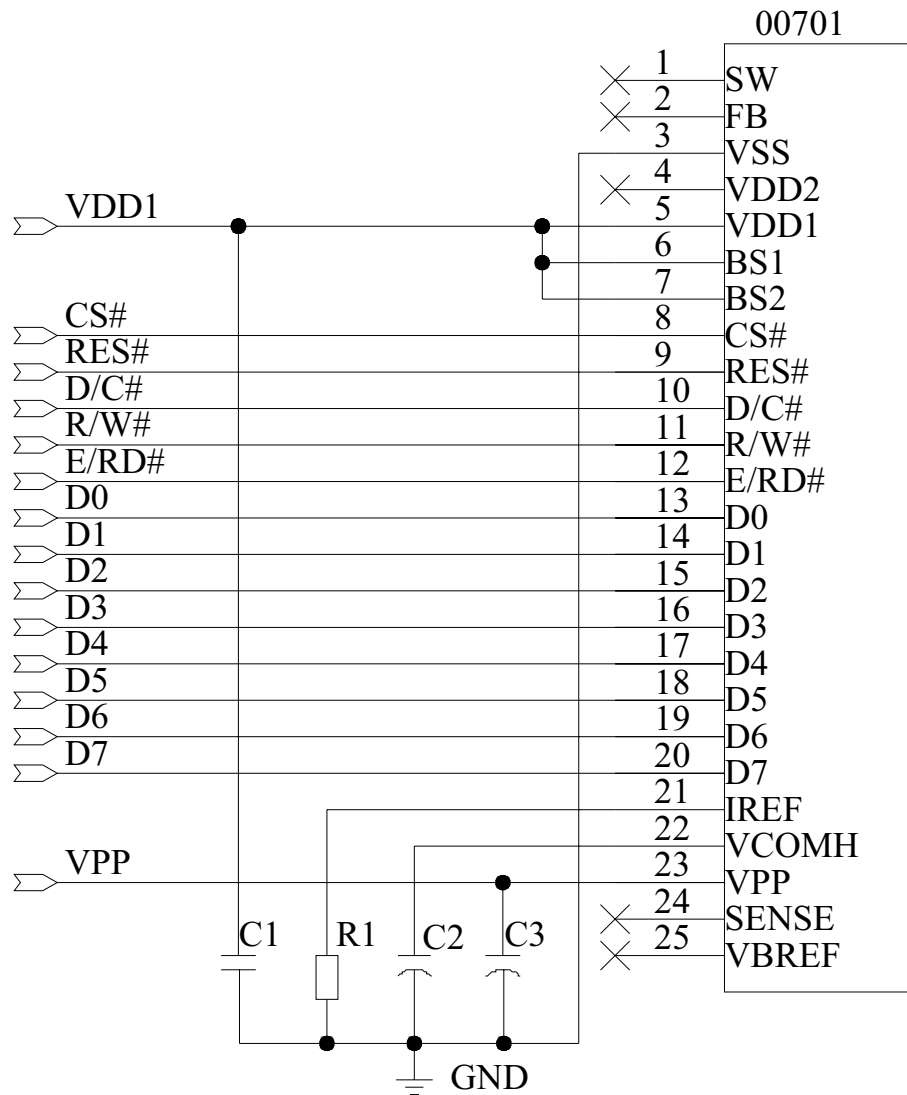 00701
1 SW
2 FB
3 VSS
4 VDD2
VDD1 5 VDD1
6 BS1
7 BS2
CS# 8 CS#
RES# 9 RES#
D/C# 10 D/C#
R/W# 11 R/W#
E/RD# 12 E/RD#
D0 13 D0
D1 14 D1
D2 15 D2
D3 16 D3
D4 17 D4
D5 18 D5
D6 19 D6
D7 20 D7
21 IREF
22 VCOMH
VPP 23 VPP
24 SENSE
C1 R1 C2 C3 25 VBREF
GND